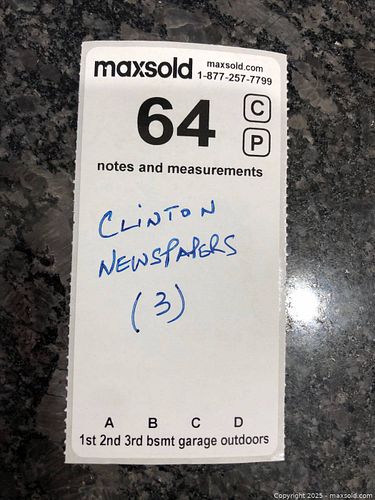 maxsold maxsold.com
1-877-257-7799
64 C
P
notes and measurements
CLINTON
NEWSPAPERS
(3)
A B C D
1st 2nd 3rd bsmt garage outdoors
Copyright 2025 - maxsold.com